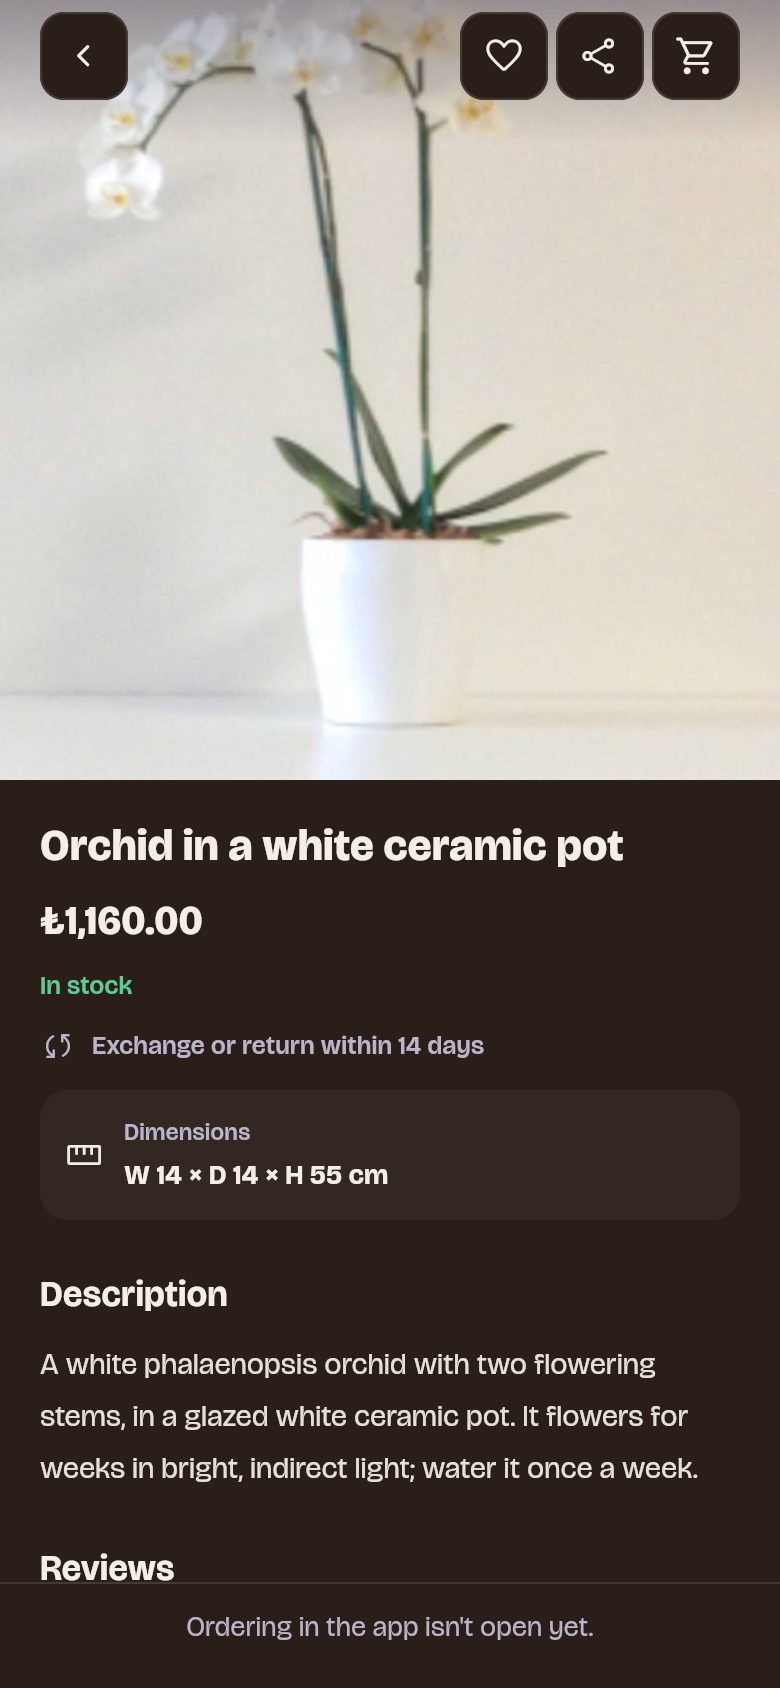 Orchid in a white ceramic pot
₺1,160.00
In stock
Exchange or return within 14 days
Dimensions
W 14 × D 14 × H 55 cm
Description
A white phalaenopsis orchid with two flowering
stems, in a glazed white ceramic pot. It flowers for
weeks in bright, indirect light; water it once a week.
Reviews
Ordering in the app isn't open yet.